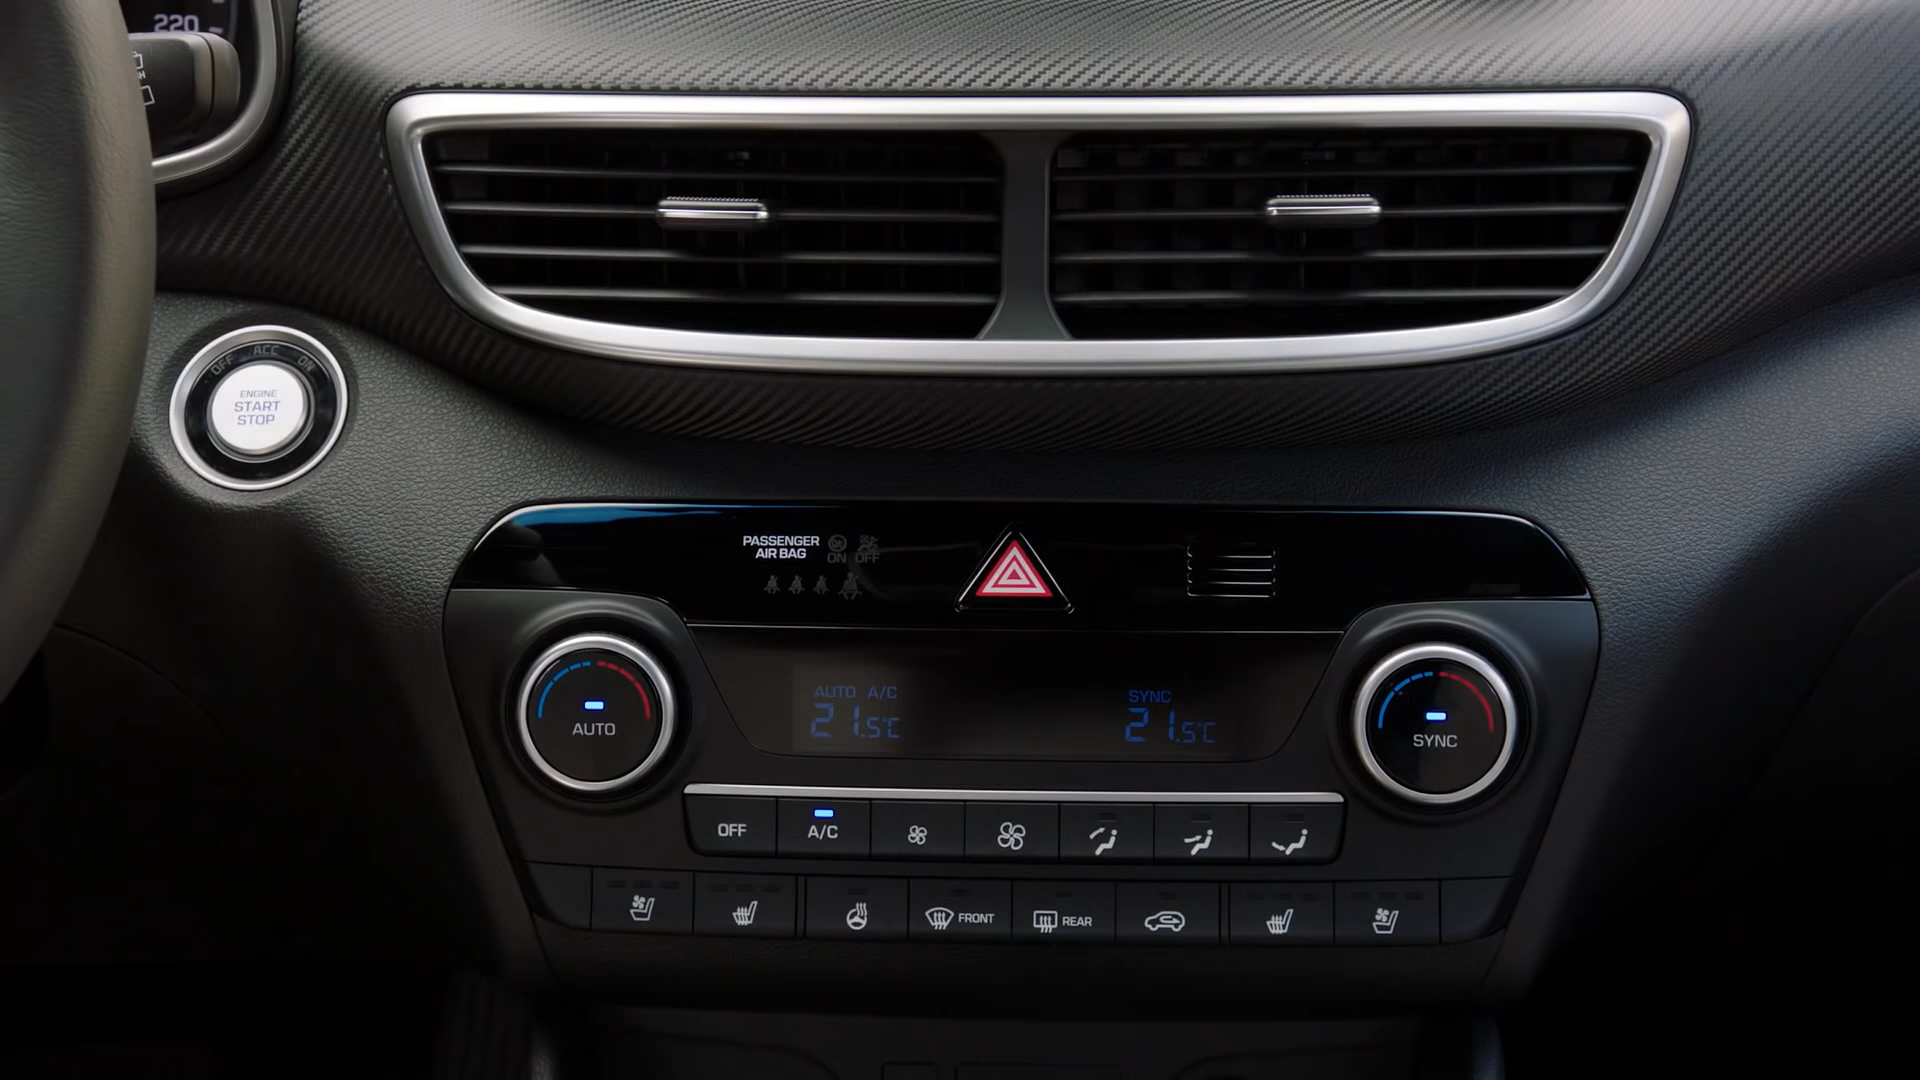 220
OFF ACC ON
ENGINE
START
STOP
PASSENGER
AIR BAG
ON OFF
AUTO A/C
21.5°C
SYNC
21.5°C
AUTO
SYNC
OFF
A/C
FRONT
REAR